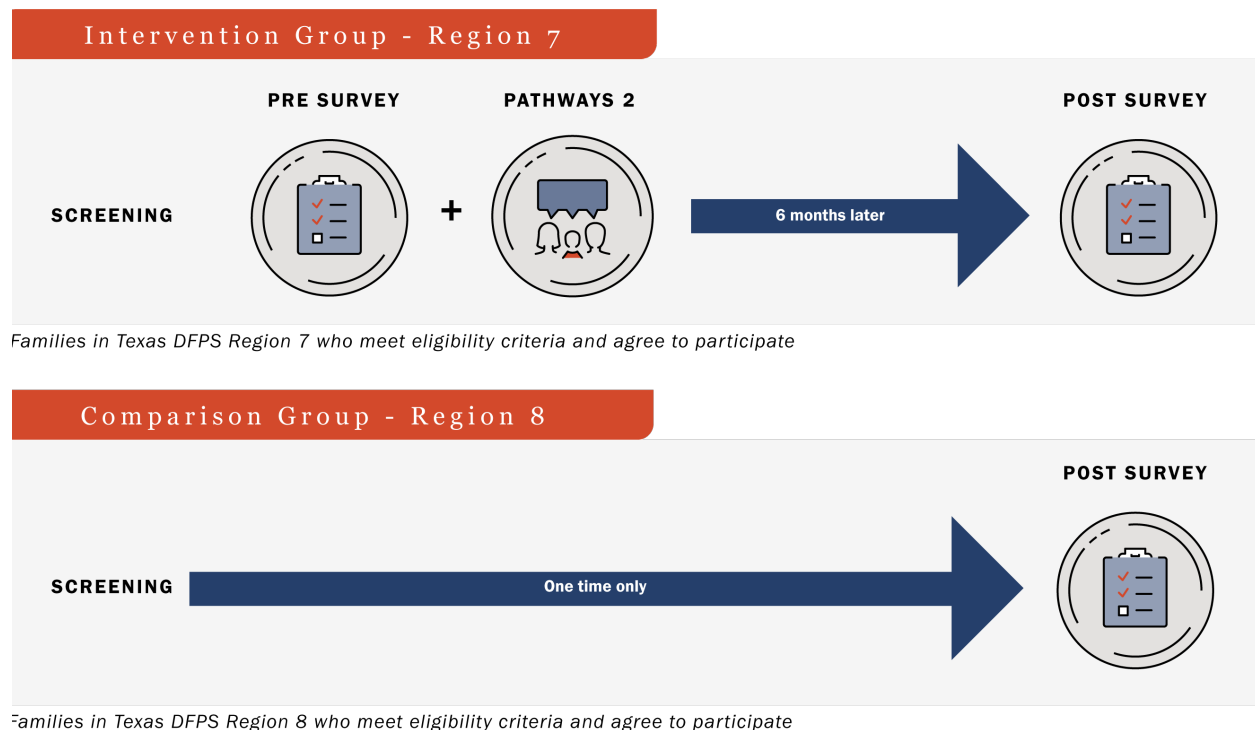 Intervention Group - Region 7
PRE SURVEY
PATHWAYS 2
POST SURVEY
SCREENING
+
6 months later
Families in Texas DFPS Region 7 who meet eligibility criteria and agree to participate
Comparison Group - Region 8
POST SURVEY
SCREENING
One time only
Families in Texas DFPS Region 8 who meet eligibility criteria and agree to participate